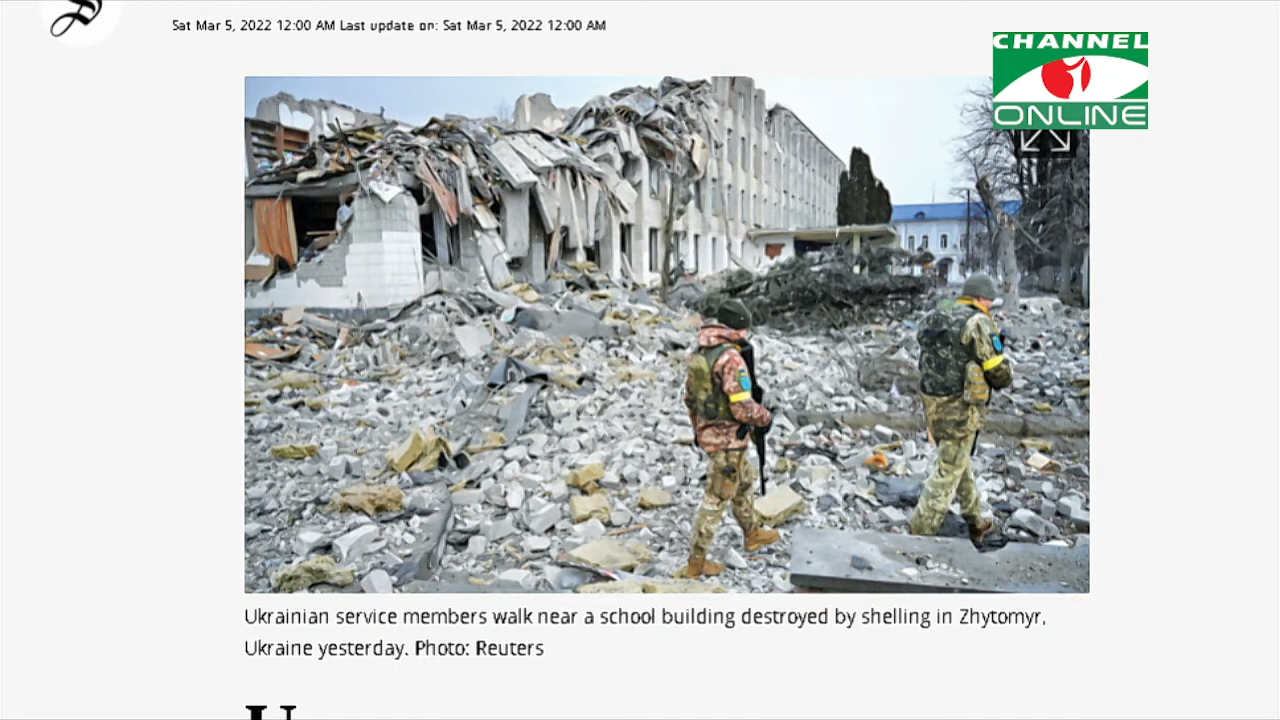 Sat Mar 5, 2022 12:00 AM Last update on: Sat Mar 5, 2022 12:00 AM
CHANNEL
i
ONLINE
Ukrainian service members walk near a school building destroyed by shelling in Zhytomyr,
Ukraine yesterday. Photo: Reuters